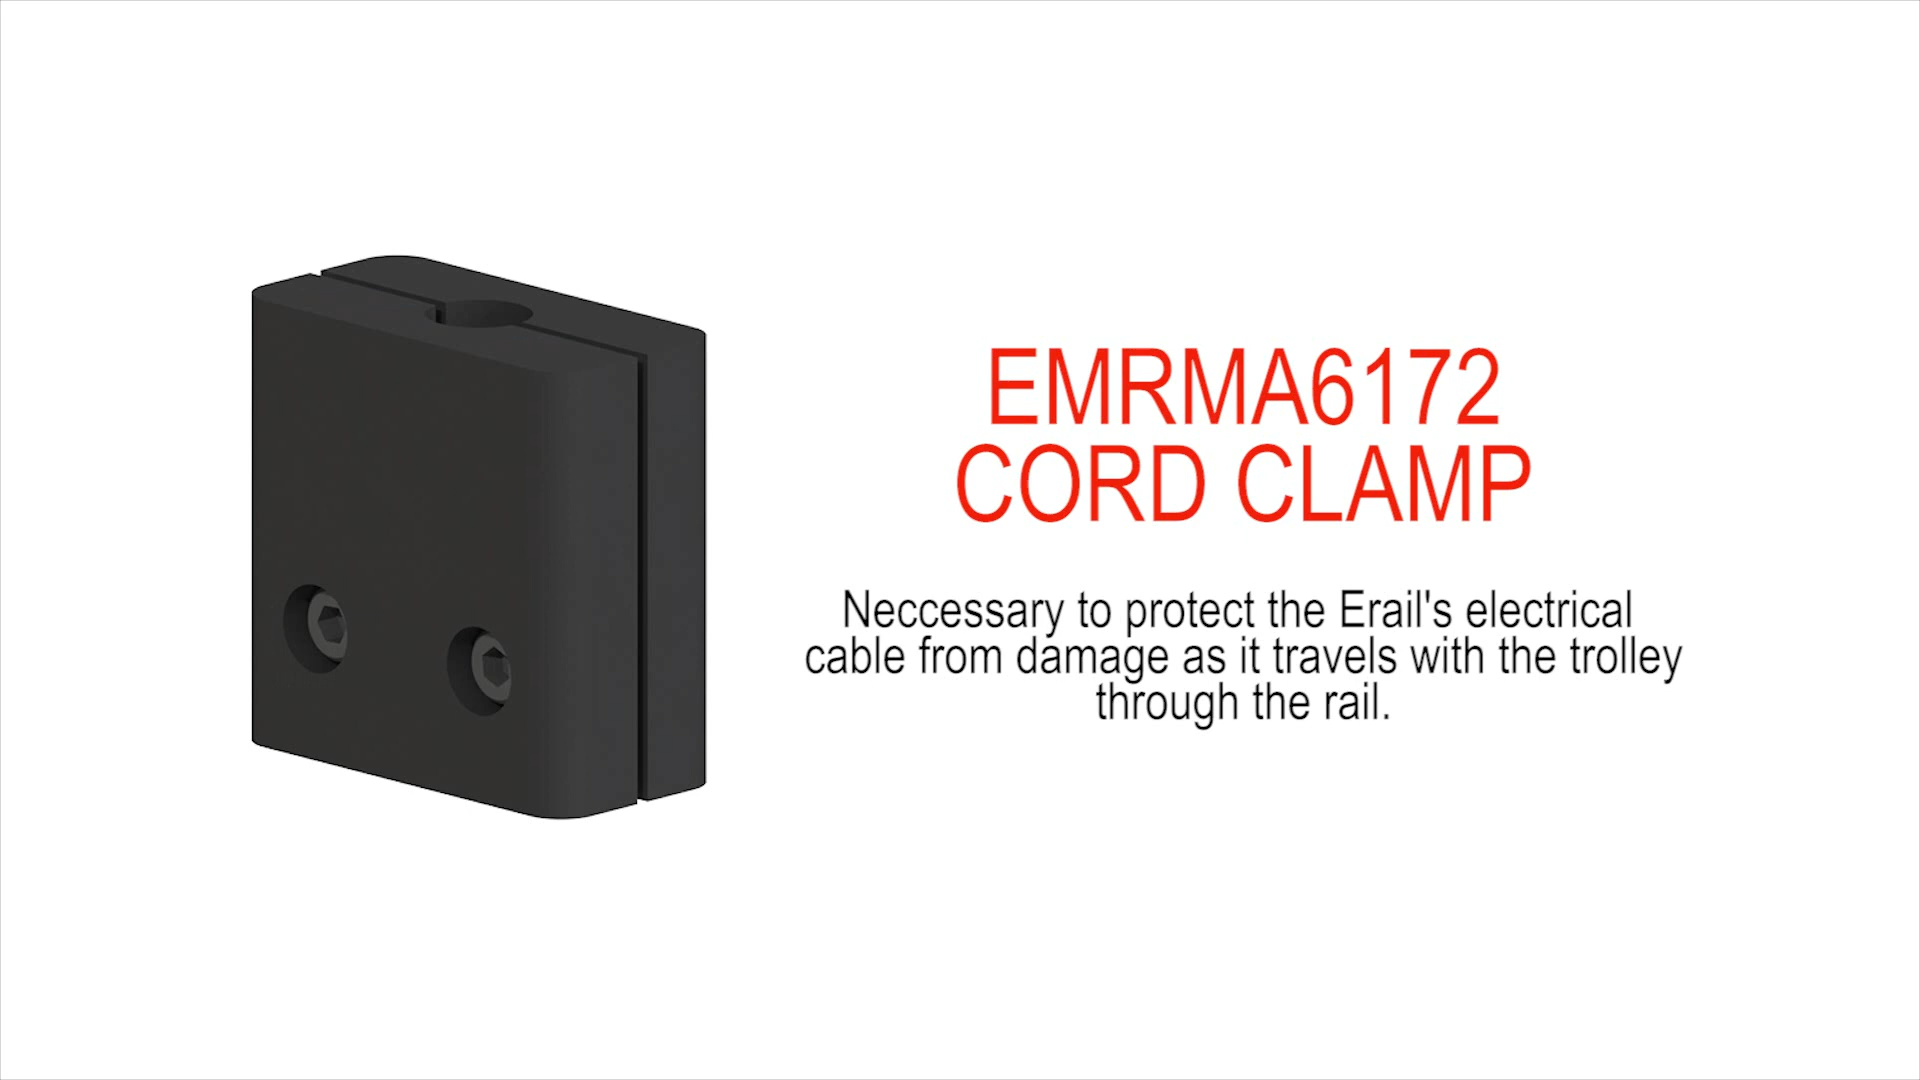 EMRMA6172
CORD CLAMP
Neccessary to protect the Erail's electrical
cable from damage as it travels with the trolley
through the rail.